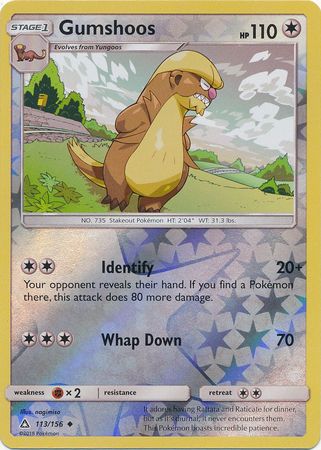 STAGE 1
Gumshoos
HP 110
Evolves from Yungoos
NO. 735 Stakeout Pokémon HT: 2'04" WT: 31.3 lbs.
Identify 20+
Your opponent reveals their hand. If you find a Pokémon
there, this attack does 80 more damage.
Whap Down 70
weakness × 2 resistance retreat
Illus. nagimiso
113/156
©2018 Pokémon
It adores having Rattata and Raticate for dinner,
but as it's nocturnal, it never encounters them.
This Pokémon boasts incredible patience.